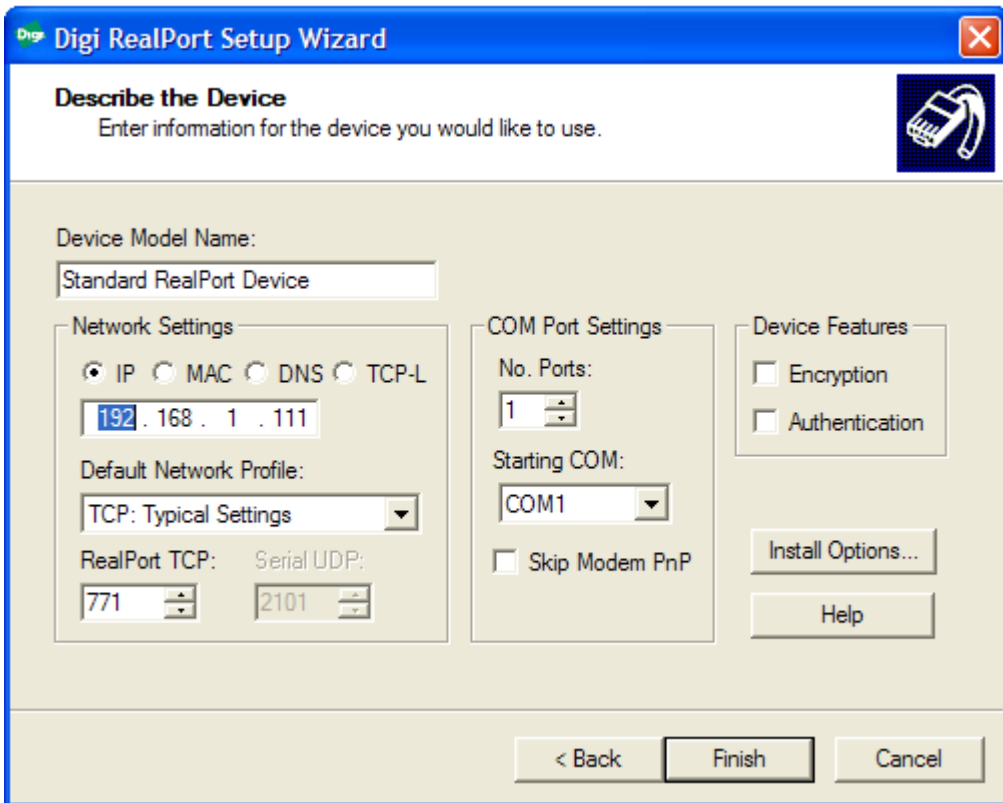 Digi Digi RealPort Setup Wizard
Describe the Device
Enter information for the device you would like to use.
Device Model Name:
Standard RealPort Device
Network Settings
IP MAC DNS TCP-L
192 . 168 . 1 . 111
Default Network Profile:
TCP: Typical Settings
RealPort TCP: Serial UDP:
771 2101
COM Port Settings
No. Ports:
1
Starting COM:
COM1
Skip Modem PnP
Device Features
Encryption
Authentication
Install Options...
Help
< Back Finish Cancel